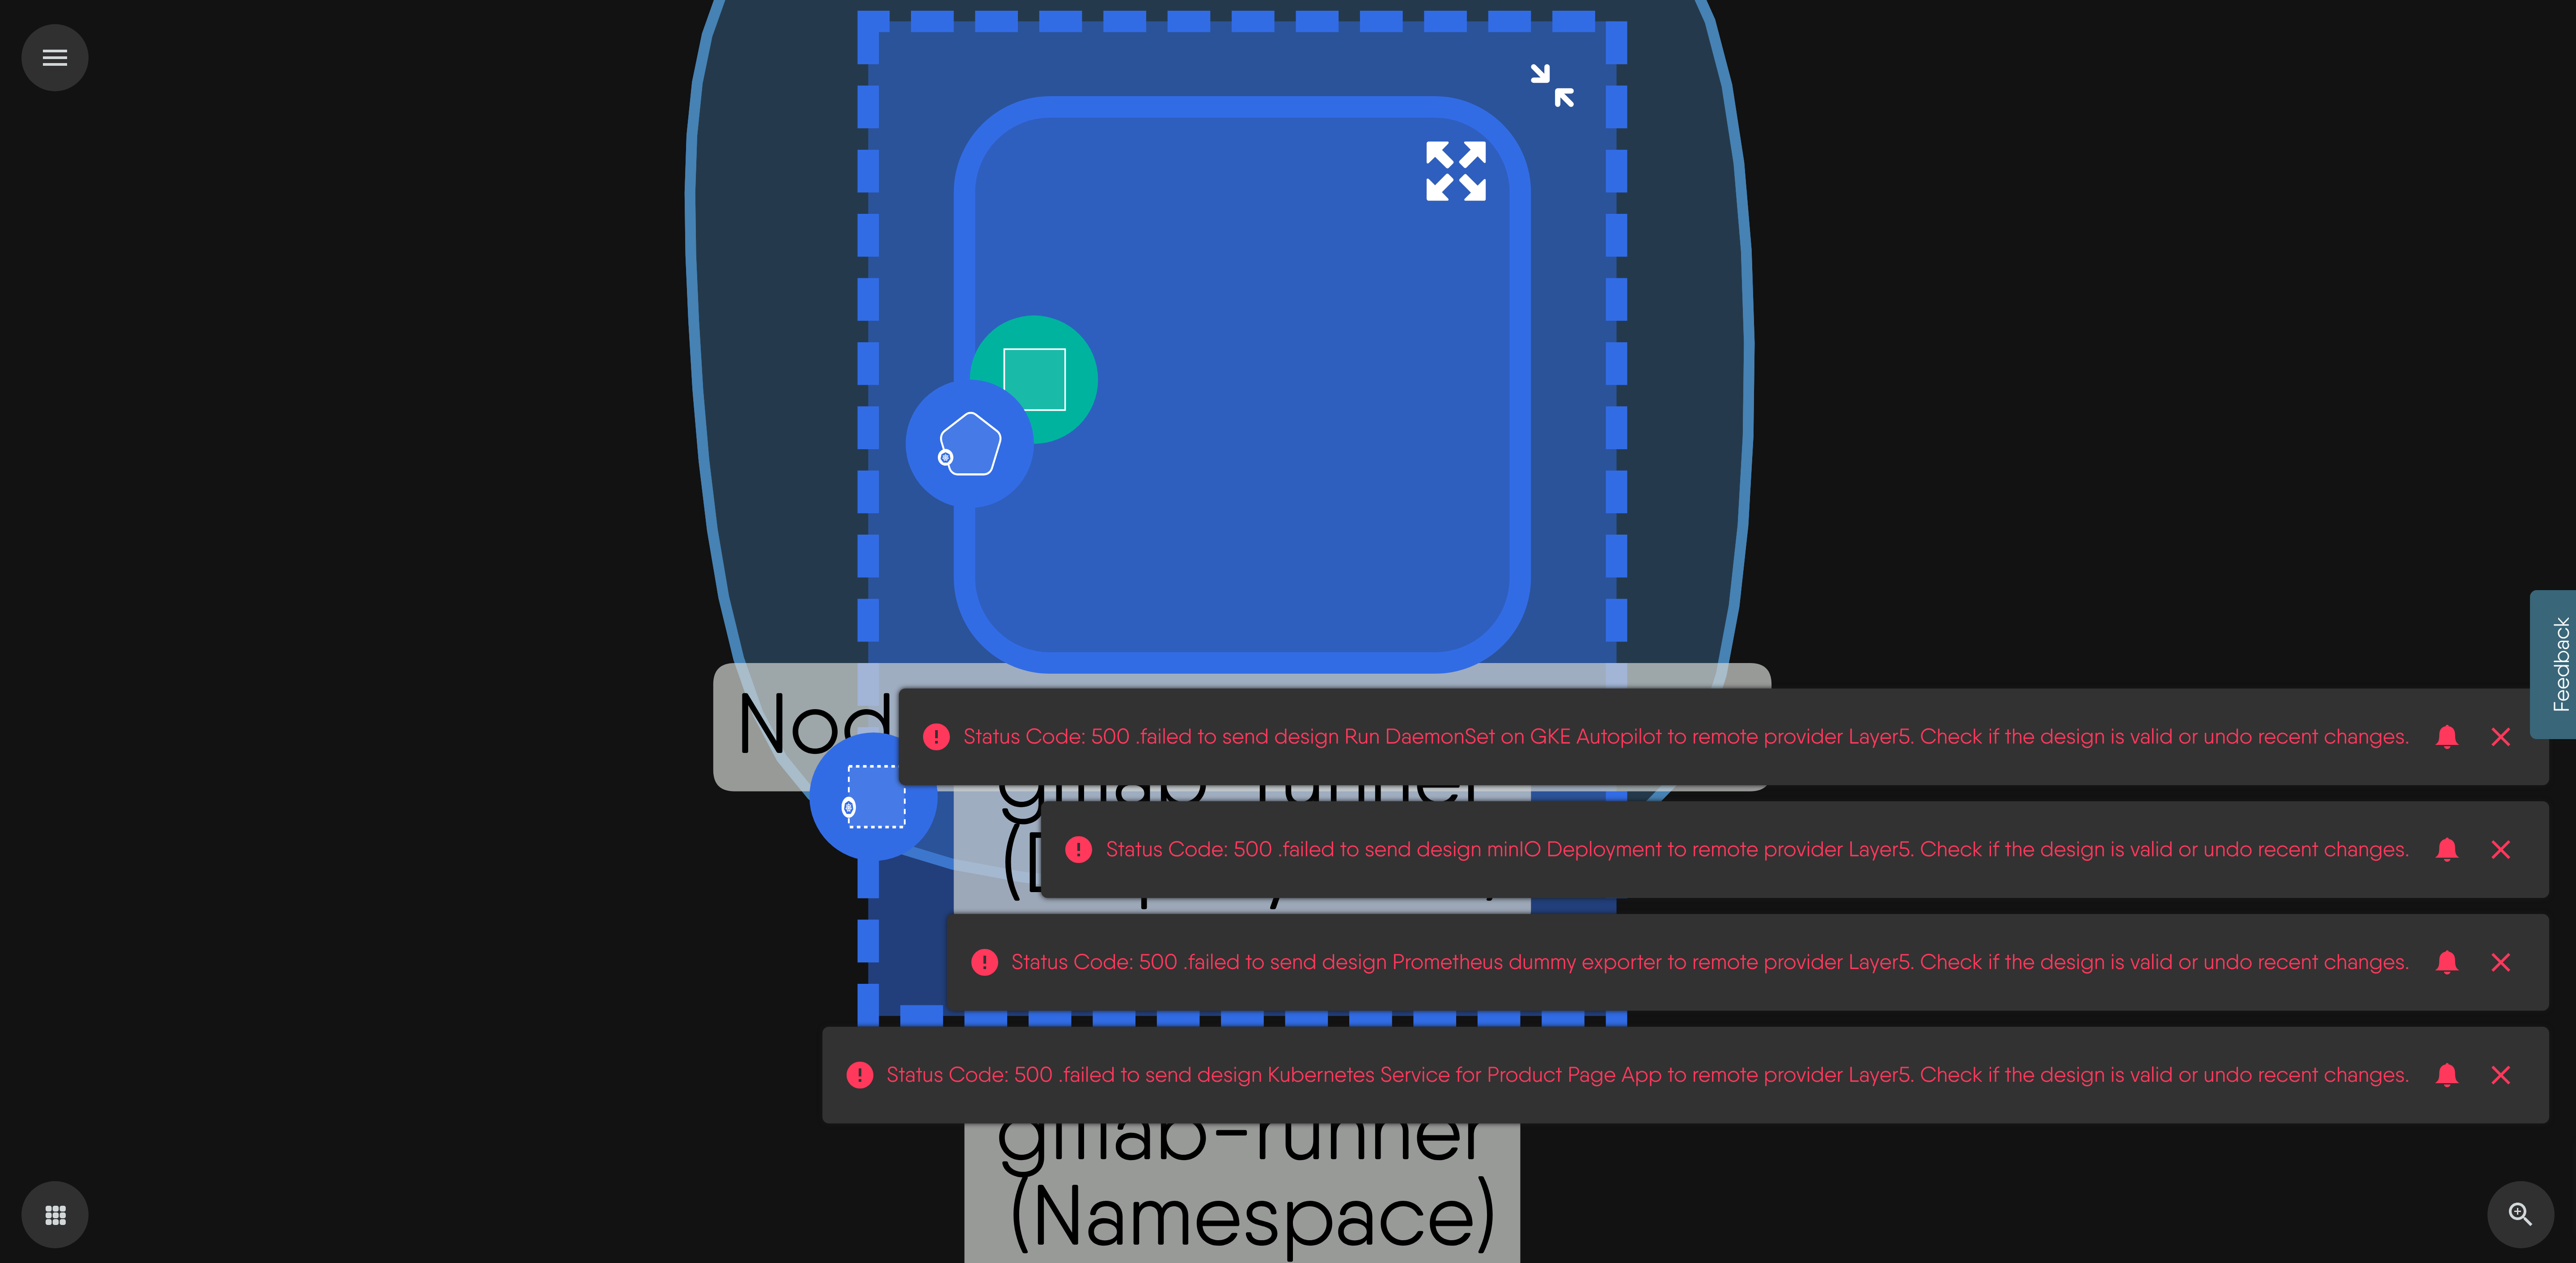 Feedback
Status Code: 500 .failed to send design Run DaemonSet on GKE Autopilot to remote provider Layer5. Check if the design is valid or undo recent changes.
Status Code: 500 .failed to send design minIO Deployment to remote provider Layer5. Check if the design is valid or undo recent changes.
Status Code: 500 .failed to send design Prometheus dummy exporter to remote provider Layer5. Check if the design is valid or undo recent changes.
Status Code: 500 .failed to send design Kubernetes Service for Product Page App to remote provider Layer5. Check if the design is valid or undo recent changes.
gitlab-runner
(Namespace)